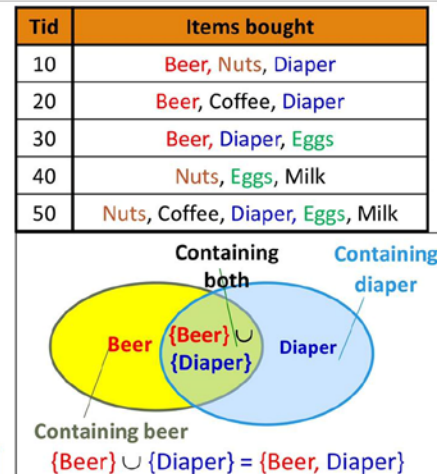 Tid Items bought
10 Beer, Nuts, Diaper
20 Beer, Coffee, Diaper
30 Beer, Diaper, Eggs
40 Nuts, Eggs, Milk
50 Nuts, Coffee, Diaper, Eggs, Milk
Containing
both
Containing
diaper
Beer
{Beer} ∪
{Diaper}
Diaper
Containing beer
{Beer} ∪ {Diaper} = {Beer, Diaper}